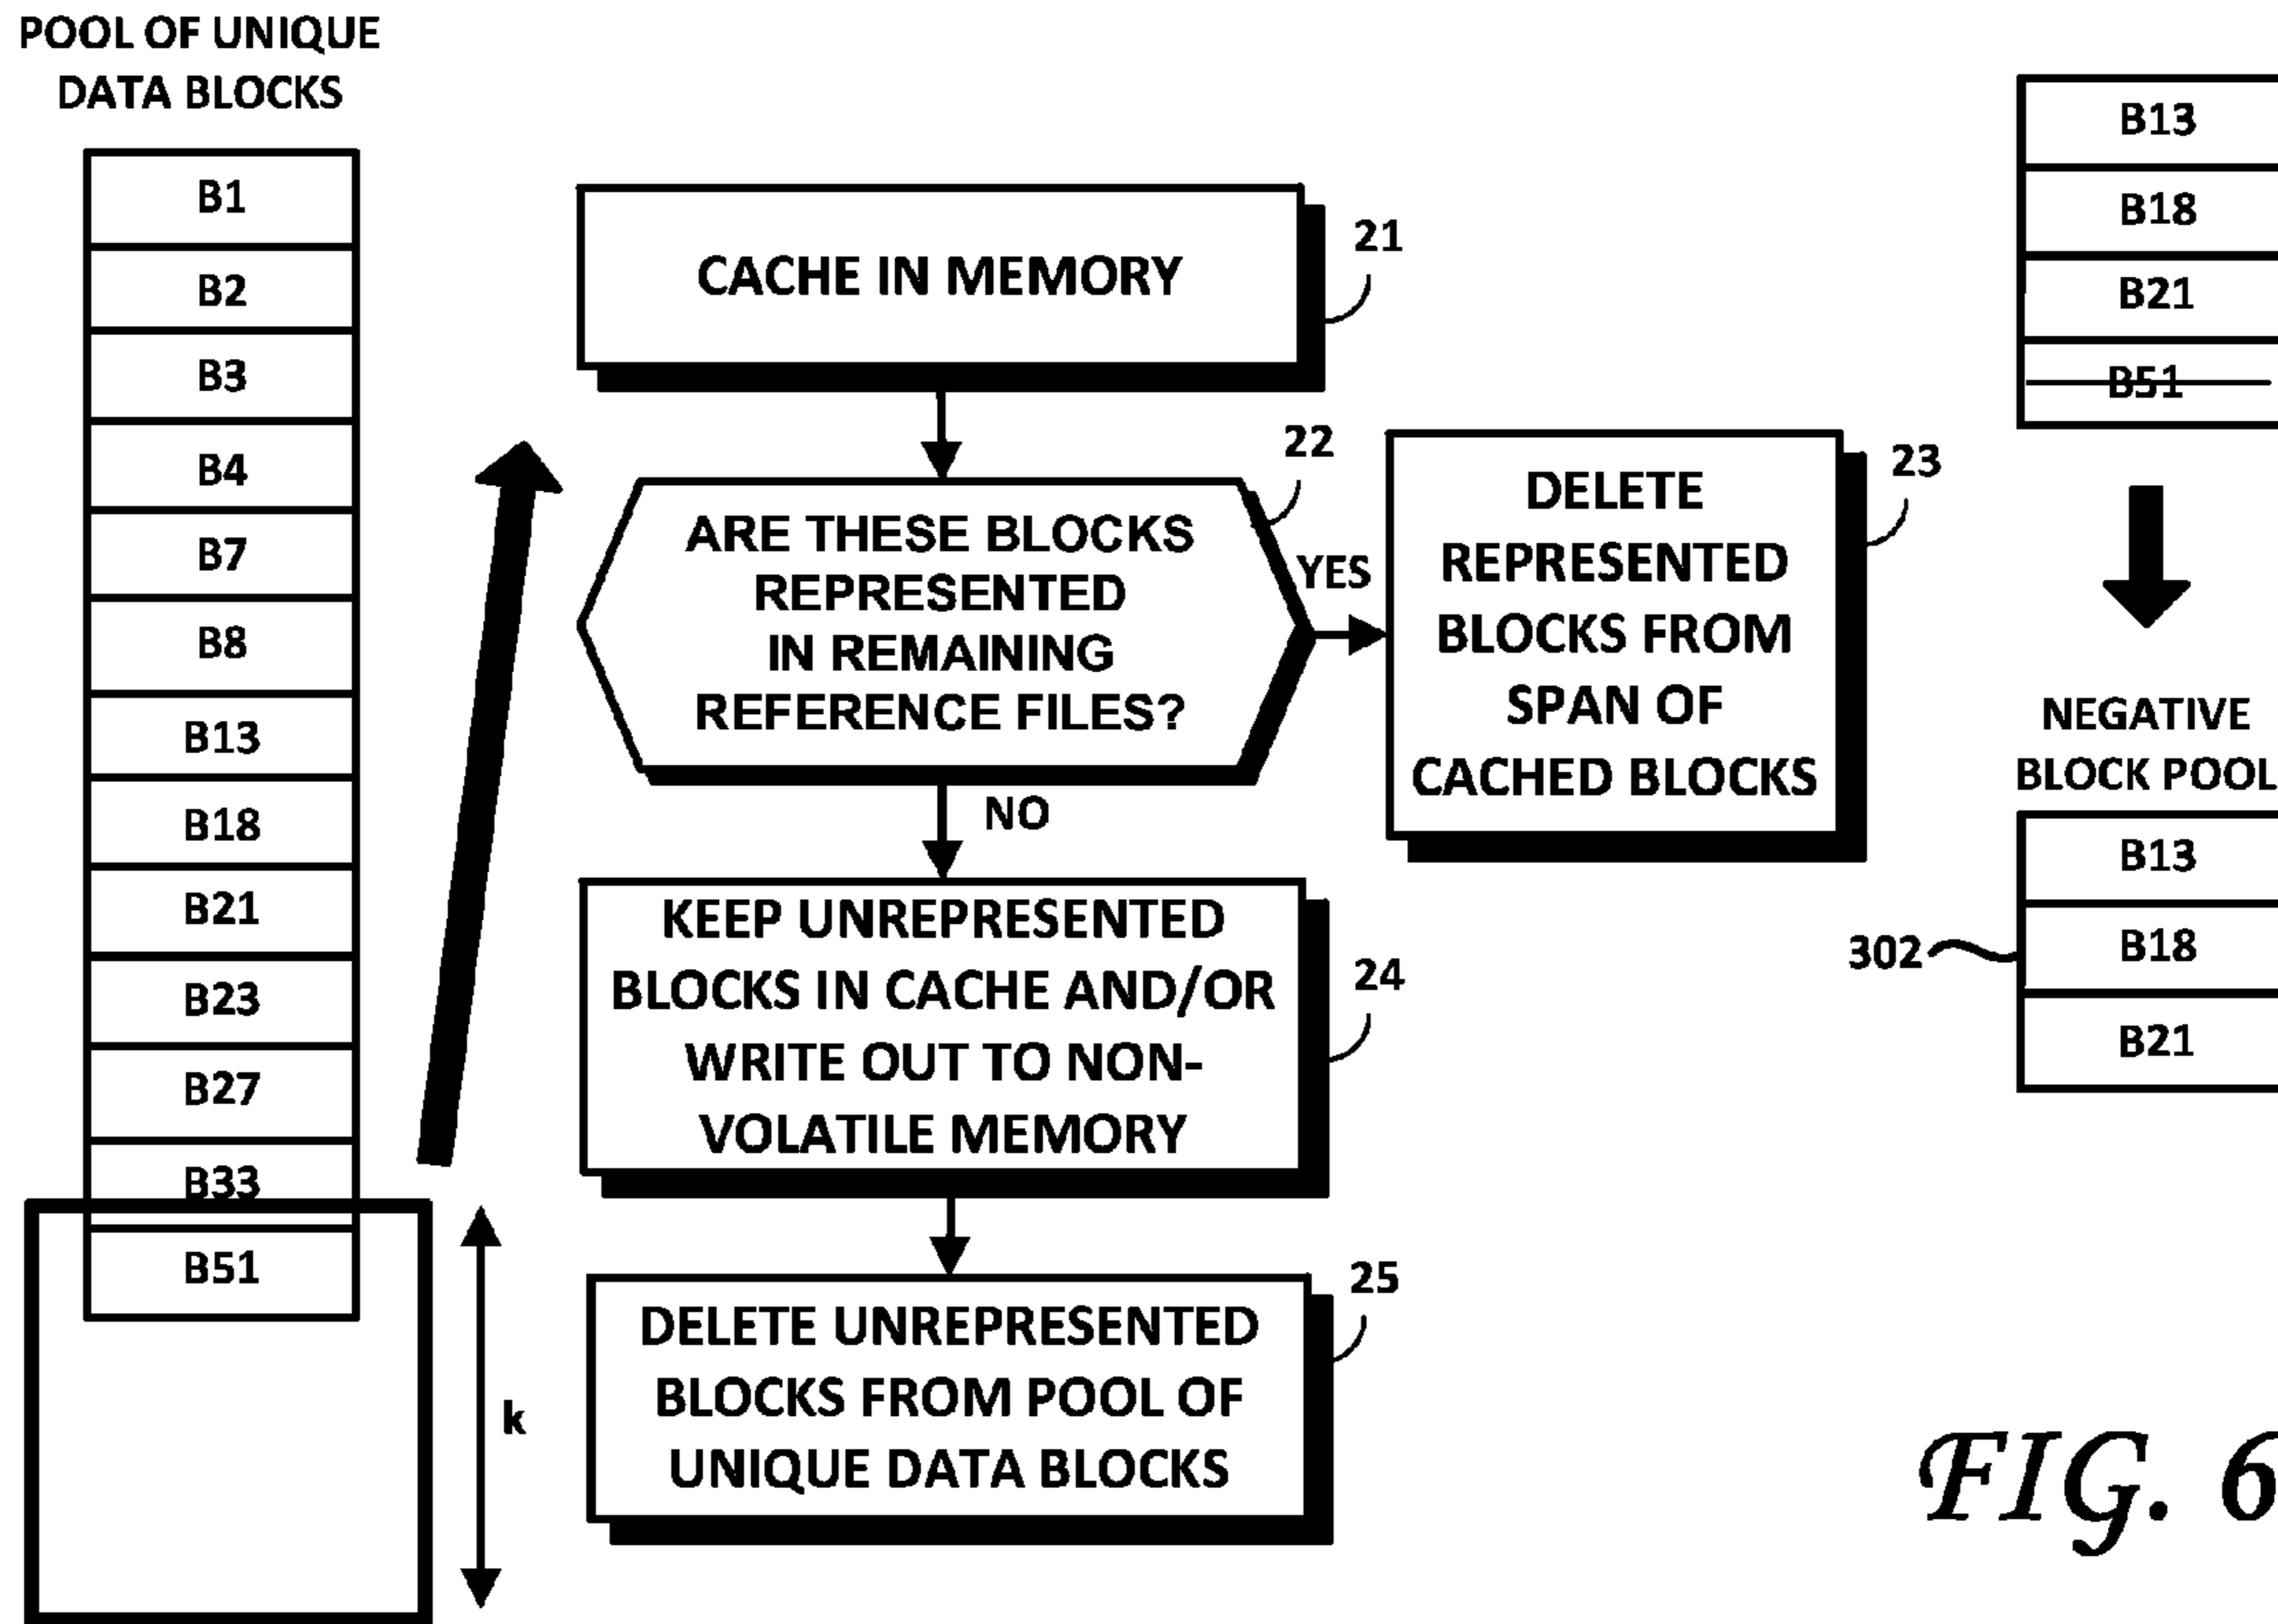 POOL OF UNIQUE
DATA BLOCKS
B1
B2
B3
B4
B7
B8
B13
B18
B21
B23
B27
B33
B51
k
CACHE IN MEMORY
21
ARE THESE BLOCKS
REPRESENTED
IN REMAINING
REFERENCE FILES?
22
YES
NO
DELETE
REPRESENTED
BLOCKS FROM
SPAN OF
CACHED BLOCKS
23
KEEP UNREPRESENTED
BLOCKS IN CACHE AND/OR
WRITE OUT TO NON-
VOLATILE MEMORY
24
DELETE UNREPRESENTED
BLOCKS FROM POOL OF
UNIQUE DATA BLOCKS
25
B13
B18
B21
B51
NEGATIVE
BLOCK POOL
B13
B18
B21
302
FIG. 6